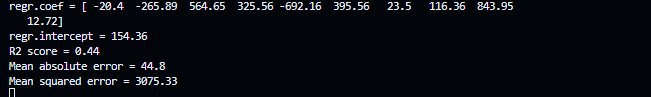 regr.coef = [ -20.4 -265.89 564.65 325.56 -692.16 395.56 23.5 116.36 843.95
12.72]
regr.intercept = 154.36
R2 score = 0.44
Mean absolute error = 44.8
Mean squared error = 3075.33